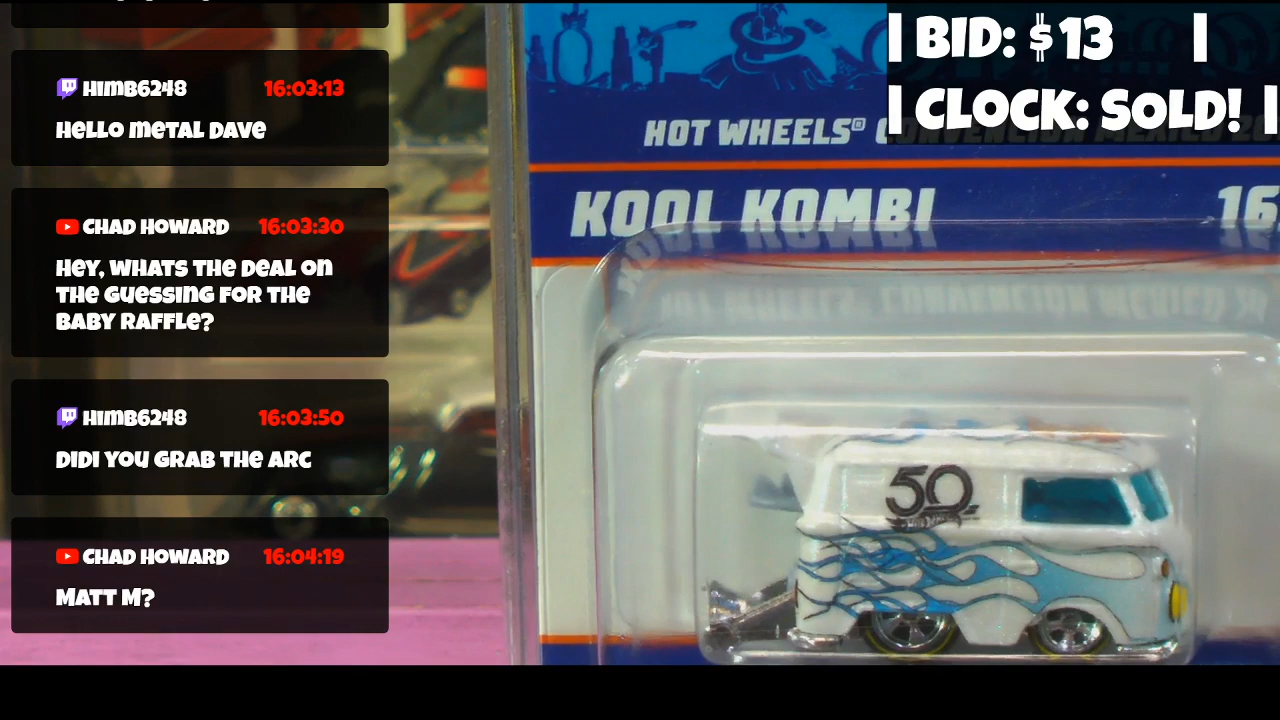 HimB6248 16:03:13
Hello metal Dave
CHAD HOWARD 16:03:30
Hey, whats the deal on
the guessing for the
baby raffle?
HimB6248 16:03:50
Didi you grab the arc
CHAD HOWARD 16:04:19
Matt M?
| BID: $13 |
| CLOCK: SOLD! |
HOT WHEELS®
KOOL KOMBI 16
50